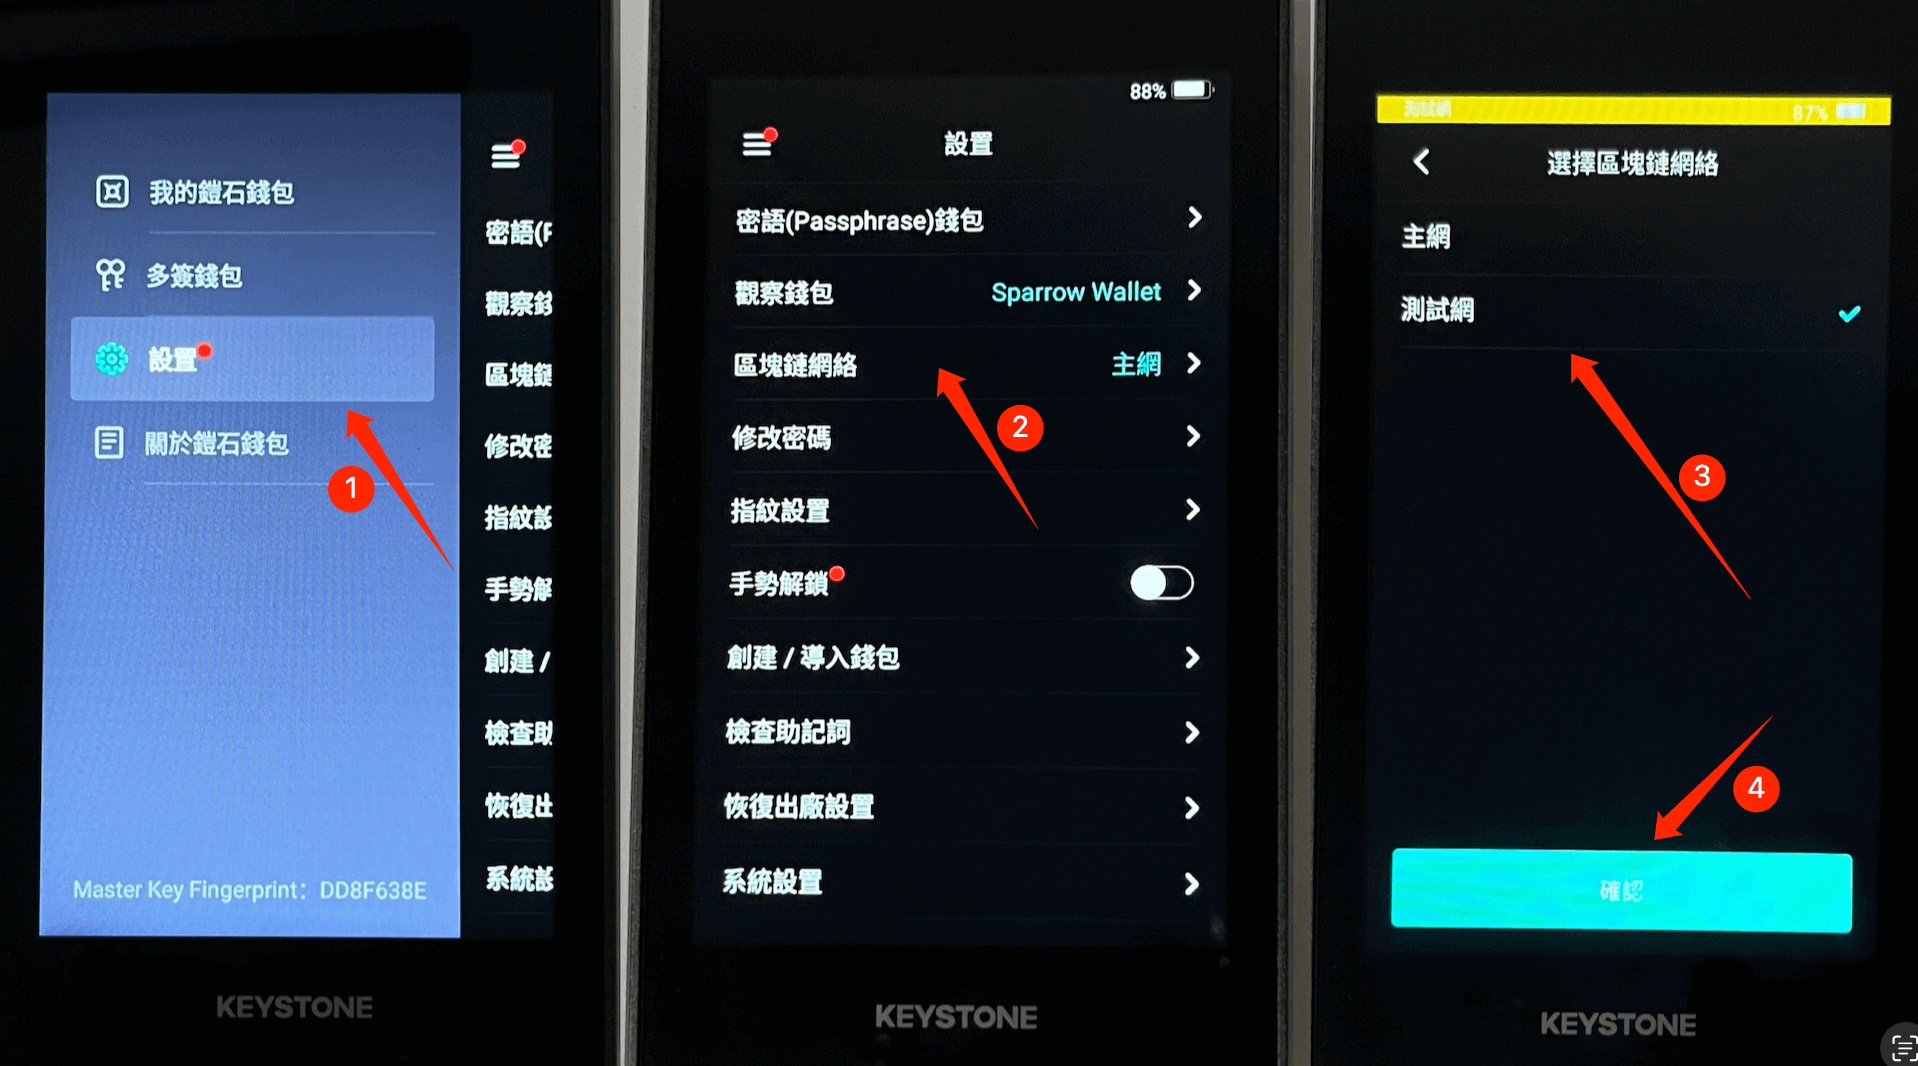 我的鎧石錢包
多簽錢包
設置
關於鎧石錢包
1
Master Key Fingerprint: DD8F638E
密語(P
觀察錢
區塊鏈
修改密
指紋設
手勢解
創建 /
檢查助
恢復出
系統設
KEYSTONE
88%
設置
密語(Passphrase)錢包
觀察錢包 Sparrow Wallet
區塊鏈網絡 主網
2
修改密碼
指紋設置
手勢解鎖
創建 / 導入錢包
檢查助記詞
恢復出廠設置
系統設置
KEYSTONE
測試網 87%
選擇區塊鏈網絡
主網
測試網
3
4
確認
KEYSTONE